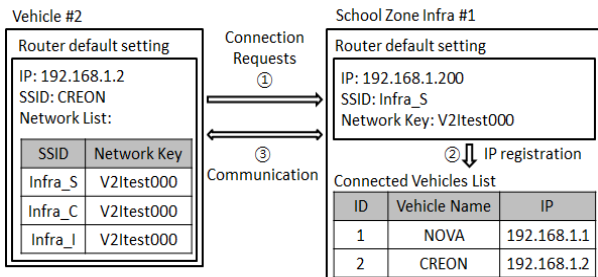 Vehicle #2
Router default setting
IP: 192.168.1.2
SSID: CREON
Network List:
SSID Network Key
Infra_S V2Itest000
Infra_C V2Itest000
Infra_I V2Itest000
Connection
Requests
①
③
Communication
School Zone Infra #1
Router default setting
IP: 192.168.1.200
SSID: Infra_S
Network Key: V2Itest000
② IP registration
Connected Vehicles List
ID Vehicle Name IP
1 NOVA 192.168.1.1
2 CREON 192.168.1.2